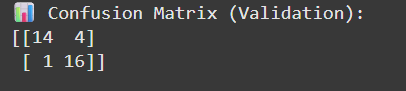 📊 Confusion Matrix (Validation):
[[14  4]
 [ 1 16]]